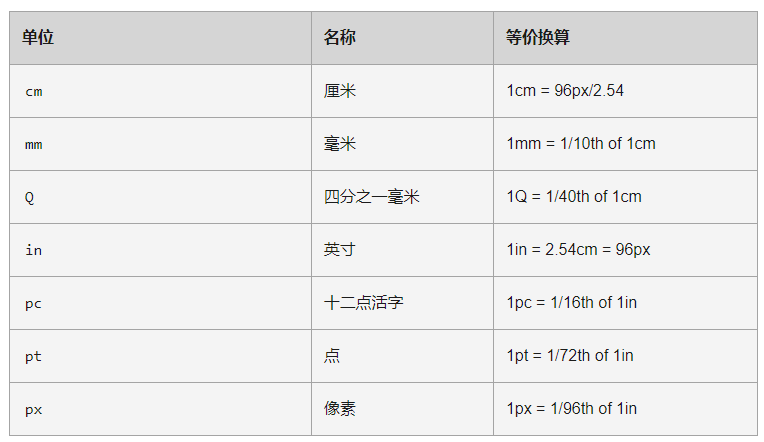 单位 名称 等价换算
cm 厘米 1cm = 96px/2.54
mm 毫米 1mm = 1/10th of 1cm
Q 四分之一毫米 1Q = 1/40th of 1cm
in 英寸 1in = 2.54cm = 96px
pc 十二点活字 1pc = 1/16th of 1in
pt 点 1pt = 1/72th of 1in
px 像素 1px = 1/96th of 1in